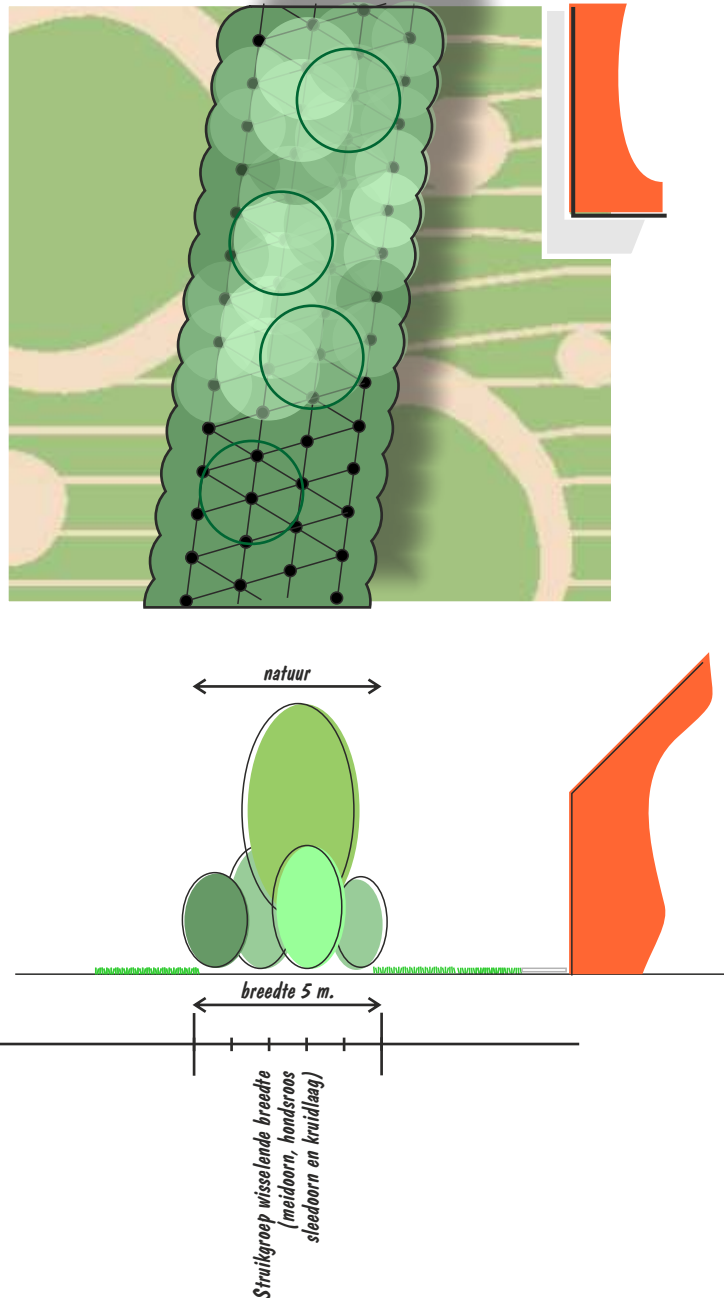 natuur
breedte 5 m.
Struikgroep wisselende breedte
(meidoorn, hondsroos
sleedoorn en kruidlaag)